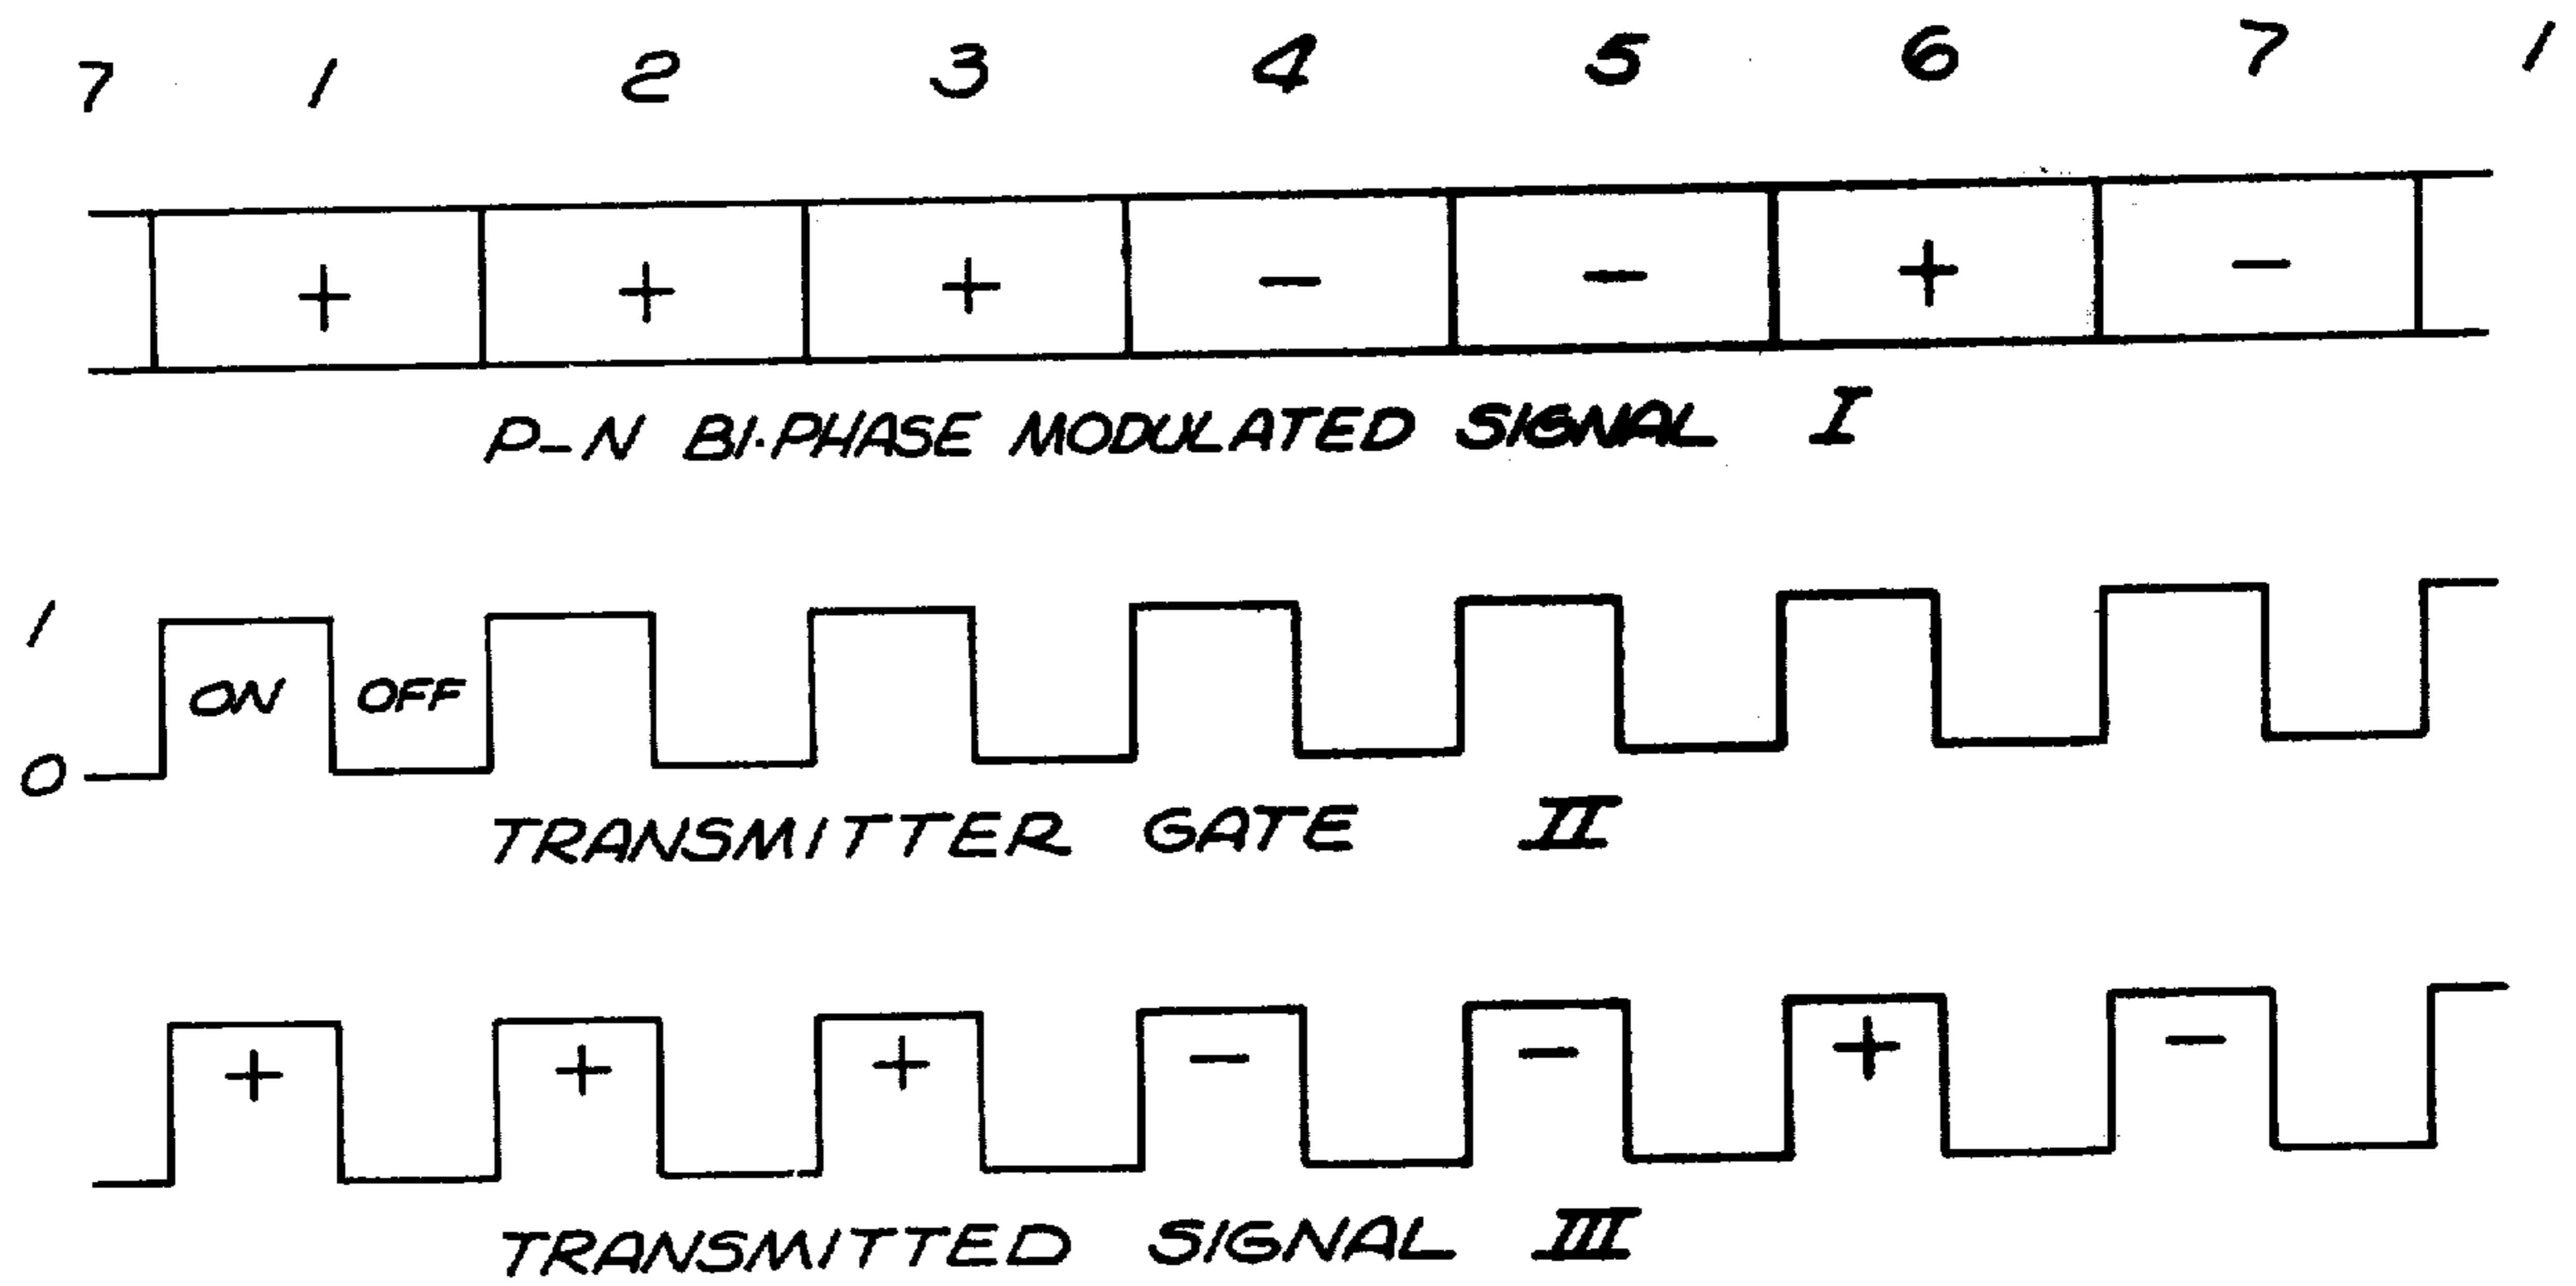 7 1 2 3 4 5 6 7 1
+ + + − − + −
P-N BI-PHASE MODULATED SIGNAL I
1
ON OFF
0
TRANSMITTER GATE II
+ + + − − + −
TRANSMITTED SIGNAL III